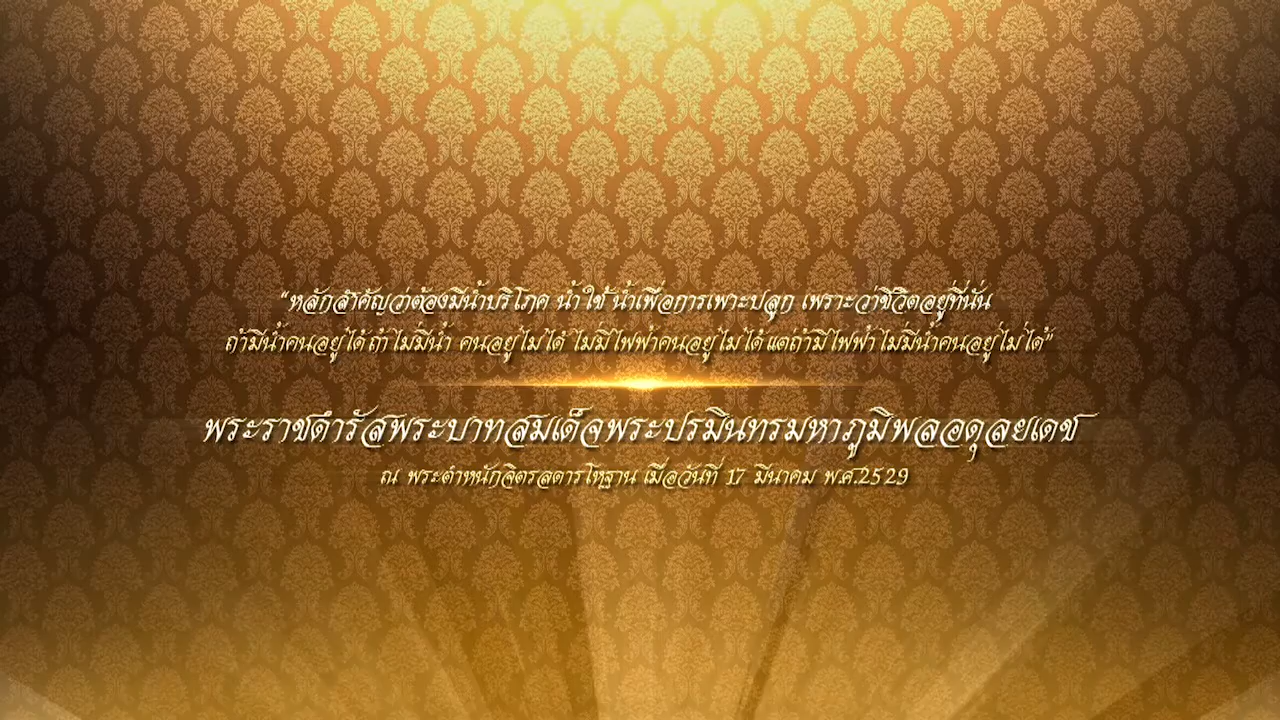 “หลักสำคัญว่าต้องมีน้ำบริโภค น้ำใช้ น้ำเพื่อการเพาะปลูก เพราะว่าชีวิตอยู่ที่นั่น
ถ้ามีน้ำคนอยู่ได้ ถ้าไม่มีน้ำ คนอยู่ไม่ได้ ไม่มีไฟฟ้าคนอยู่ได้ แต่ถ้ามีไฟฟ้าไม่มีน้ำคนอยู่ไม่ได้”
พระราชดำรัสพระบาทสมเด็จพระปรมินทรมหาภูมิพลอดุลยเดช
ณ พระตำหนักจิตรลดารโหฐาน เมื่อวันที่ 17 มีนาคม พ.ศ.2529